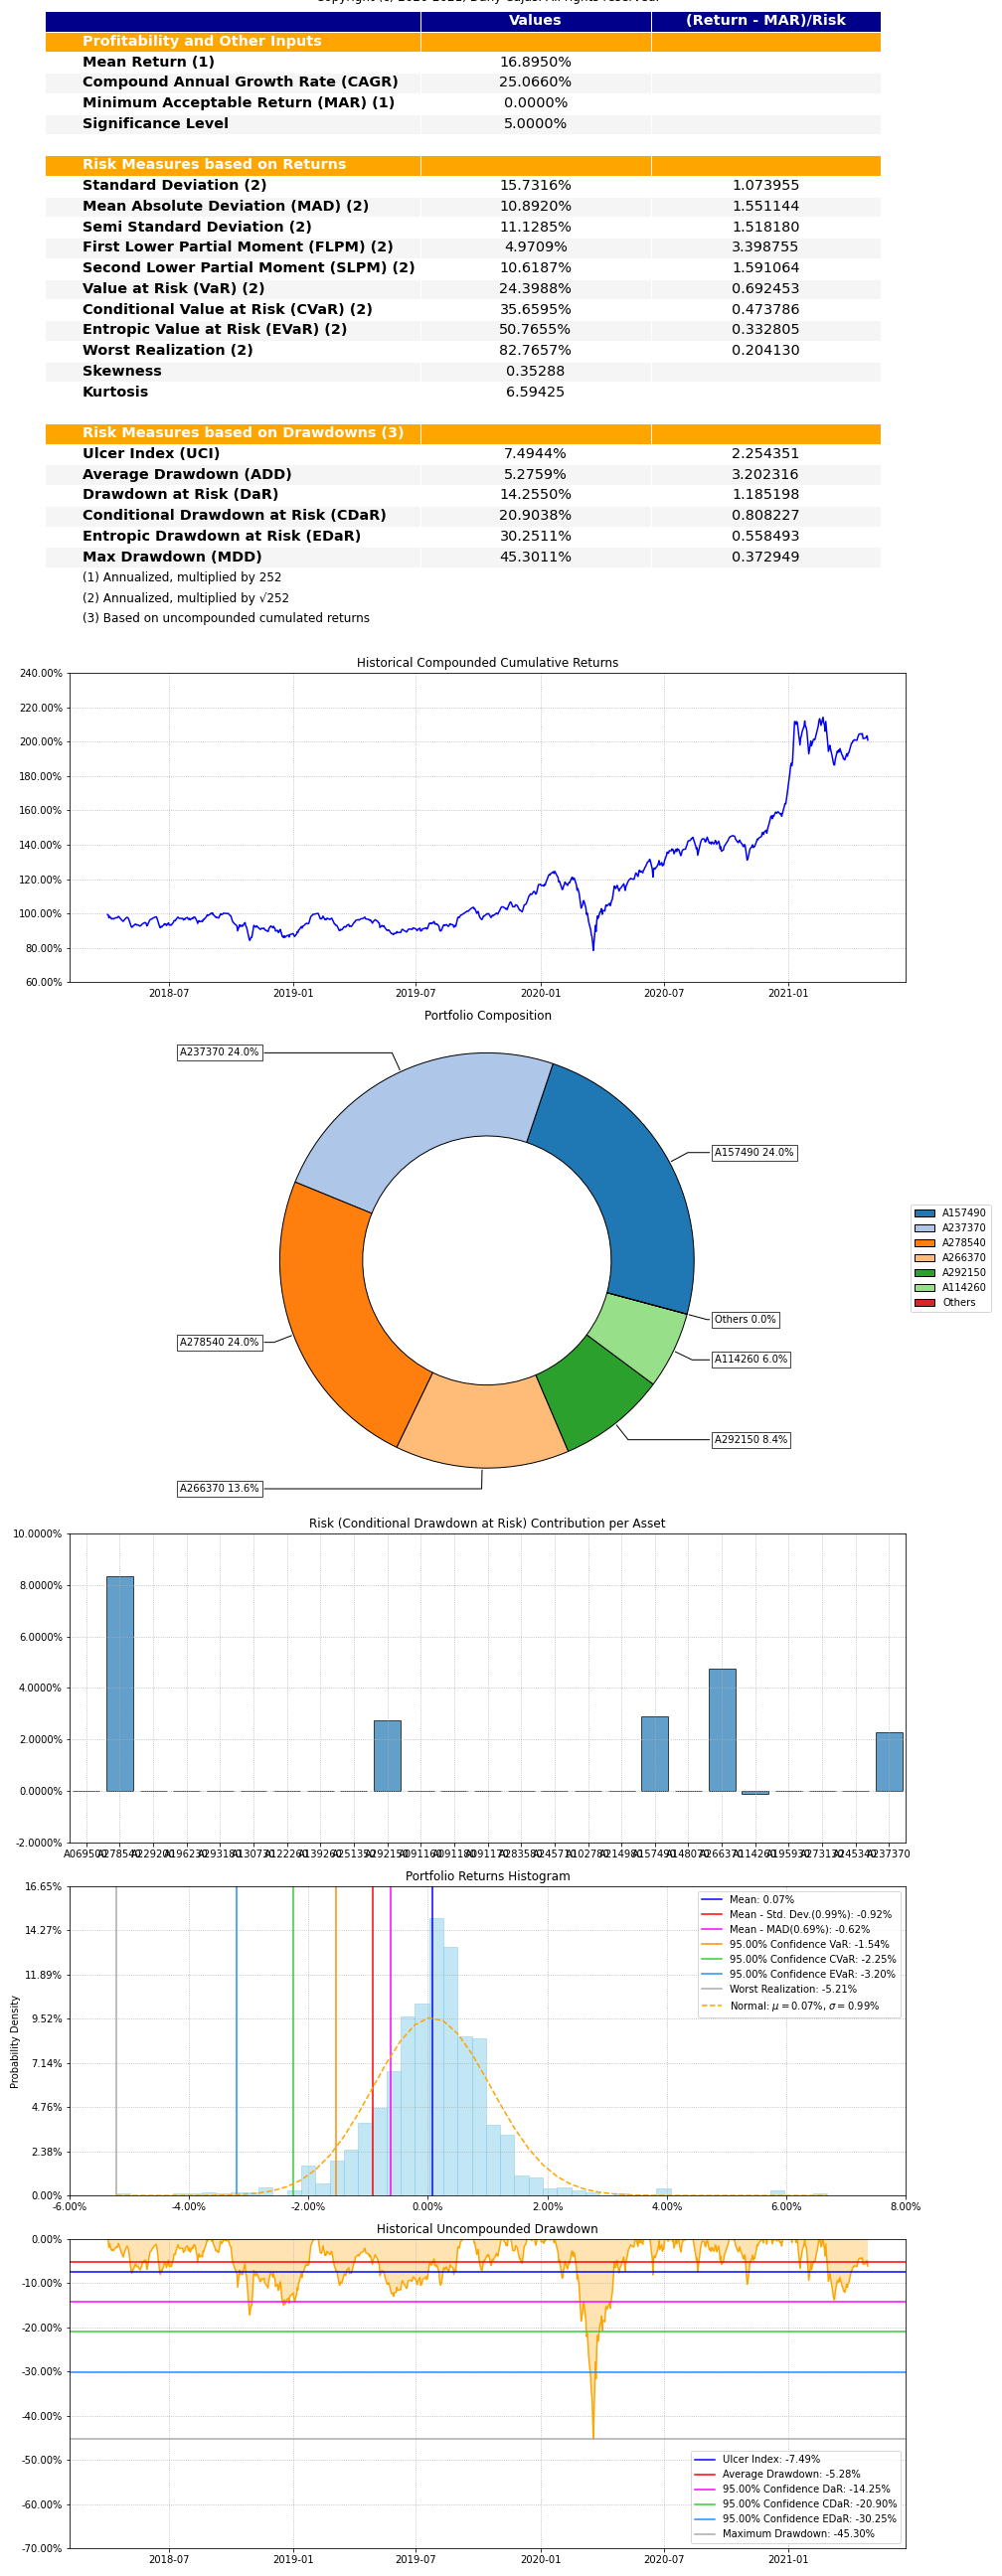 Values (Return - MAR)/Risk
Profitability and Other Inputs
Mean Return (1) 16.8950%
Compound Annual Growth Rate (CAGR) 25.0660%
Minimum Acceptable Return (MAR) (1) 0.0000%
Significance Level 5.0000%
Risk Measures based on Returns
Standard Deviation (2) 15.7316% 1.073955
Mean Absolute Deviation (MAD) (2) 10.8920% 1.551144
Semi Standard Deviation (2) 11.1285% 1.518180
First Lower Partial Moment (FLPM) (2) 4.9709% 3.398755
Second Lower Partial Moment (SLPM) (2) 10.6187% 1.591064
Value at Risk (VaR) (2) 24.3988% 0.692453
Conditional Value at Risk (CVaR) (2) 35.6595% 0.473786
Entropic Value at Risk (EVaR) (2) 50.7655% 0.332805
Worst Realization (2) 82.7657% 0.204130
Skewness 0.35288
Kurtosis 6.59425
Risk Measures based on Drawdowns (3)
Ulcer Index (UCI) 7.4944% 2.254351
Average Drawdown (ADD) 5.2759% 3.202316
Drawdown at Risk (DaR) 14.2550% 1.185198
Conditional Drawdown at Risk (CDaR) 20.9038% 0.808227
Entropic Drawdown at Risk (EDaR) 30.2511% 0.558493
Max Drawdown (MDD) 45.3011% 0.372949
(1) Annualized, multiplied by 252
(2) Annualized, multiplied by √252
(3) Based on uncompounded cumulated returns
Historical Compounded Cumulative Returns
240.00%
220.00%
200.00%
180.00%
160.00%
140.00%
120.00%
100.00%
80.00%
60.00%
2018-07 2019-01 2019-07 2020-01 2020-07 2021-01
Portfolio Composition
A237370 24.0%
A157490 24.0%
A157490
A237370
A278540
A266370
A292150
A114260
Others
Others 0.0%
A278540 24.0%
A114260 6.0%
A292150 8.4%
A266370 13.6%
Risk (Conditional Drawdown at Risk) Contribution per Asset
10.0000%
8.0000%
6.0000%
4.0000%
2.0000%
0.0000%
-2.0000%
A237370
Portfolio Returns Histogram
Probability Density
16.65%
14.27%
11.89%
9.52%
7.14%
4.76%
2.38%
0.00%
-6.00% -4.00% -2.00% 0.00% 2.00% 4.00% 6.00% 8.00%
Mean: 0.07%
Mean - Std. Dev.(0.99%): -0.92%
Mean - MAD(0.69%): -0.62%
95.00% Confidence VaR: -1.54%
95.00% Confidence CVaR: -2.25%
95.00% Confidence EVaR: -3.20%
Worst Realization: -5.21%
Normal: μ = 0.07%, σ = 0.99%
Historical Uncompounded Drawdown
0.00%
-10.00%
-20.00%
-30.00%
-40.00%
-50.00%
-60.00%
-70.00%
Ulcer Index: -7.49%
Average Drawdown: -5.28%
95.00% Confidence DaR: -14.25%
95.00% Confidence CDaR: -20.90%
95.00% Confidence EDaR: -30.25%
Maximum Drawdown: -45.30%
2018-07 2019-01 2019-07 2020-01 2020-07 2021-01